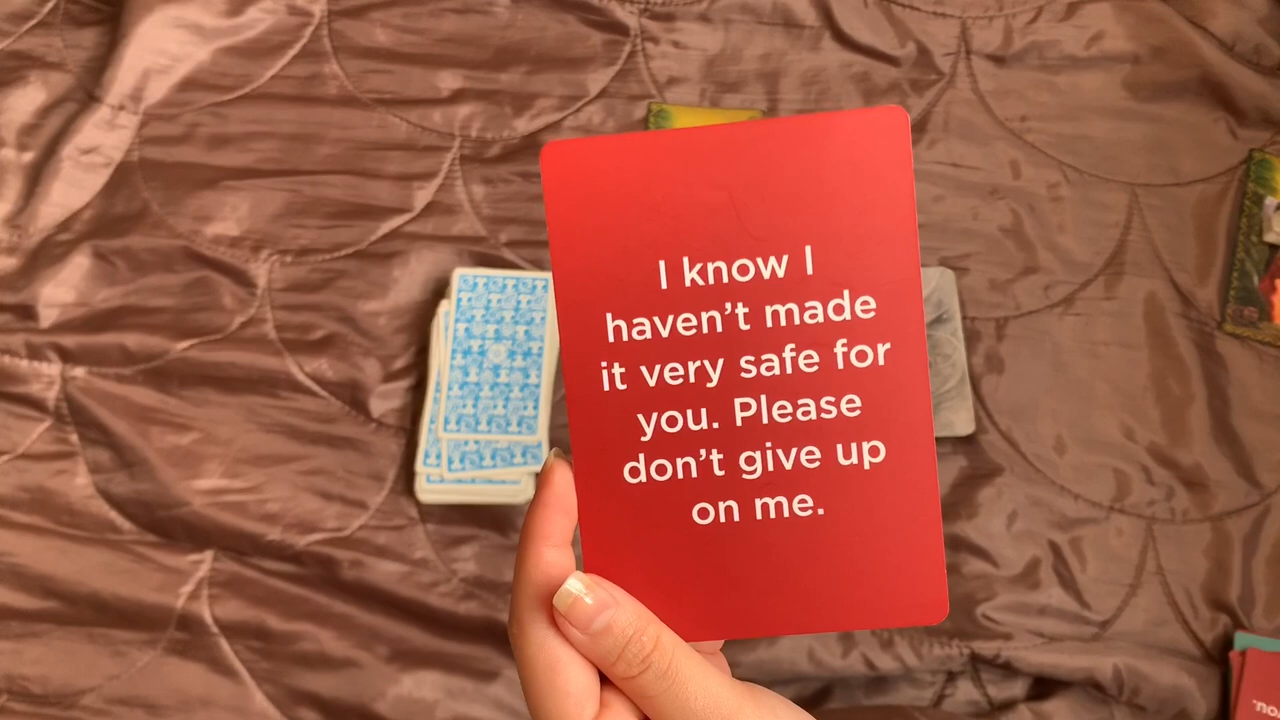 I know I
haven't made
it very safe for
you. Please
don't give up
on me.